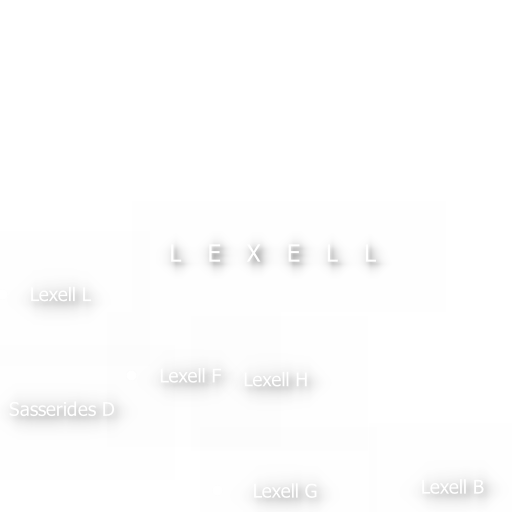 L E X E L L
Lexell L
Lexell F
Lexell H
Sasserides D
Lexell G
Lexell B